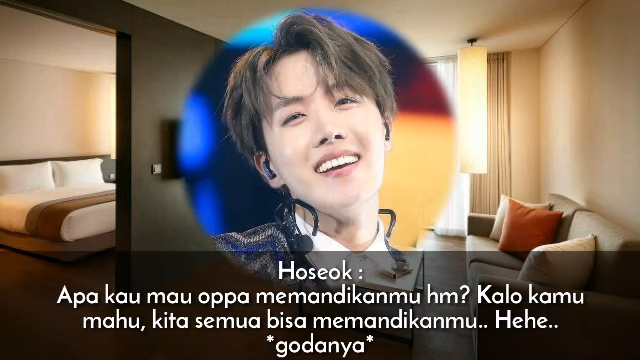 Hoseok :
Apa kau mau oppa memandikanmu hm? Kalo kamu
mahu, kita semua bisa memandikanmu.. Hehe..
*godanya*